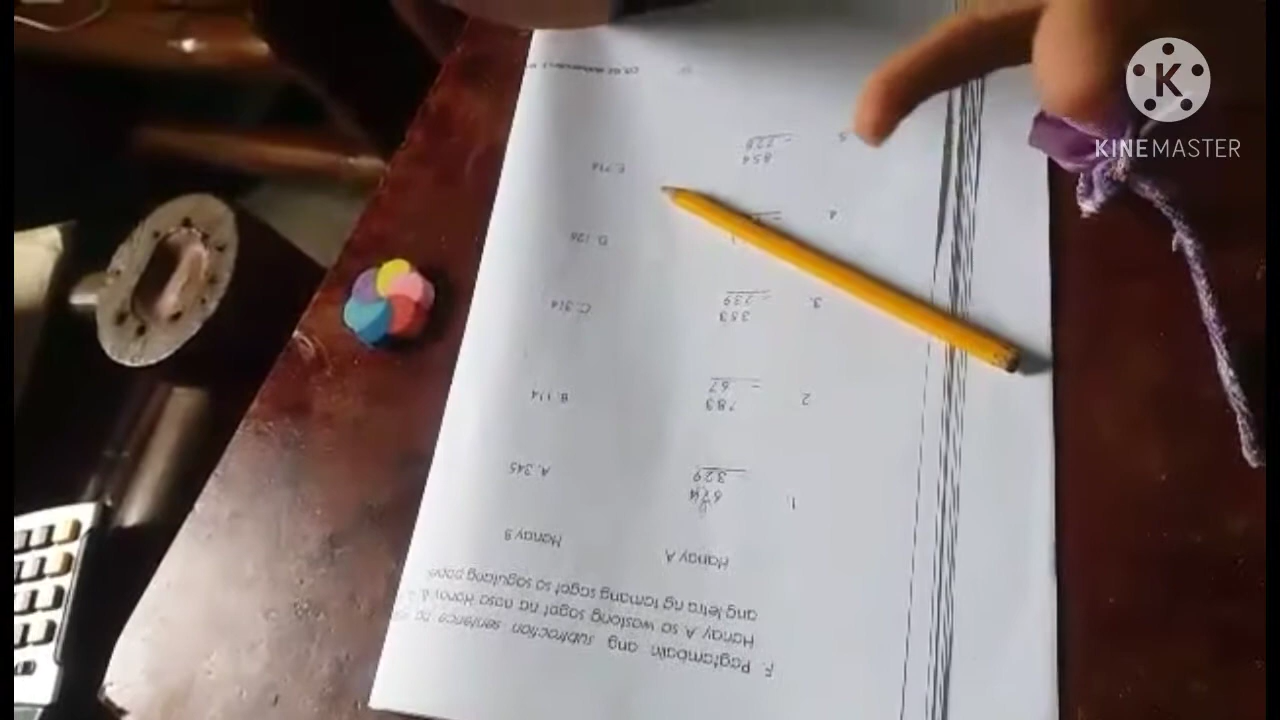 F. Pagtambalin ang subtraction sentence na
Hanay A sa wastong sagot na nasa Hanay B.
ang letra ng tamang sagot sa sagutang papel
Hanay A Hanay B
1. 674 A. 345
329
2. 783 B. 114
- 67
3. 353 C. 314
- 239
4. D. 126
5. 854 E. 716
- 228
KINEMASTER